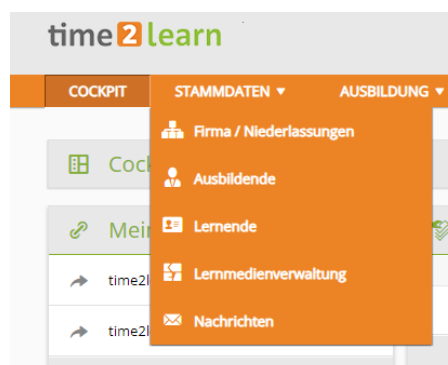 time2learn
COCKPIT STAMMDATEN AUSBILDUNG
Firma / Niederlassungen
Ausbildende
Lernende
Lernmedienverwaltung
Nachrichten